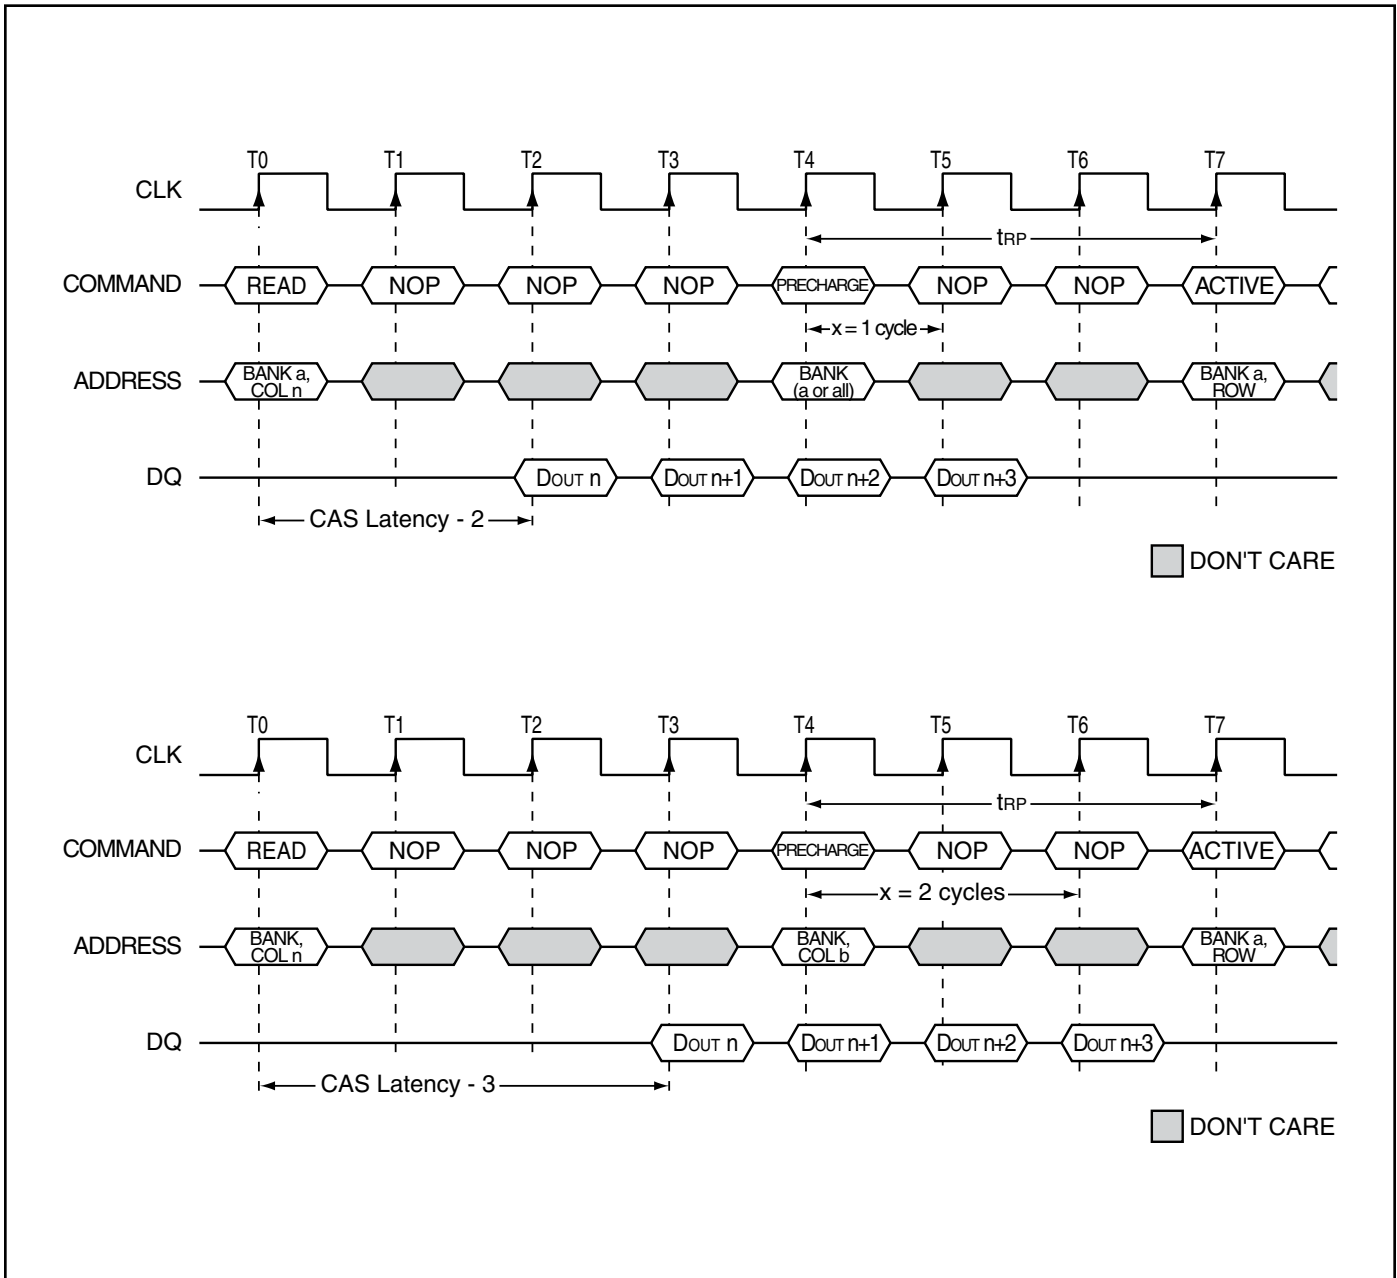 T0 T1 T2 T3 T4 T5 T6 T7
CLK
tRP
COMMAND READ NOP NOP NOP PRECHARGE NOP NOP ACTIVE
x = 1 cycle
ADDRESS BANK a, COL n BANK (a or all) BANK a, ROW
DQ DOUT n DOUT n+1 DOUT n+2 DOUT n+3
CAS Latency - 2
DON'T CARE
T0 T1 T2 T3 T4 T5 T6 T7
CLK
tRP
COMMAND READ NOP NOP NOP PRECHARGE NOP NOP ACTIVE
x = 2 cycles
ADDRESS BANK, COL n BANK, COL b BANK a, ROW
DQ DOUT n DOUT n+1 DOUT n+2 DOUT n+3
CAS Latency - 3
DON'T CARE